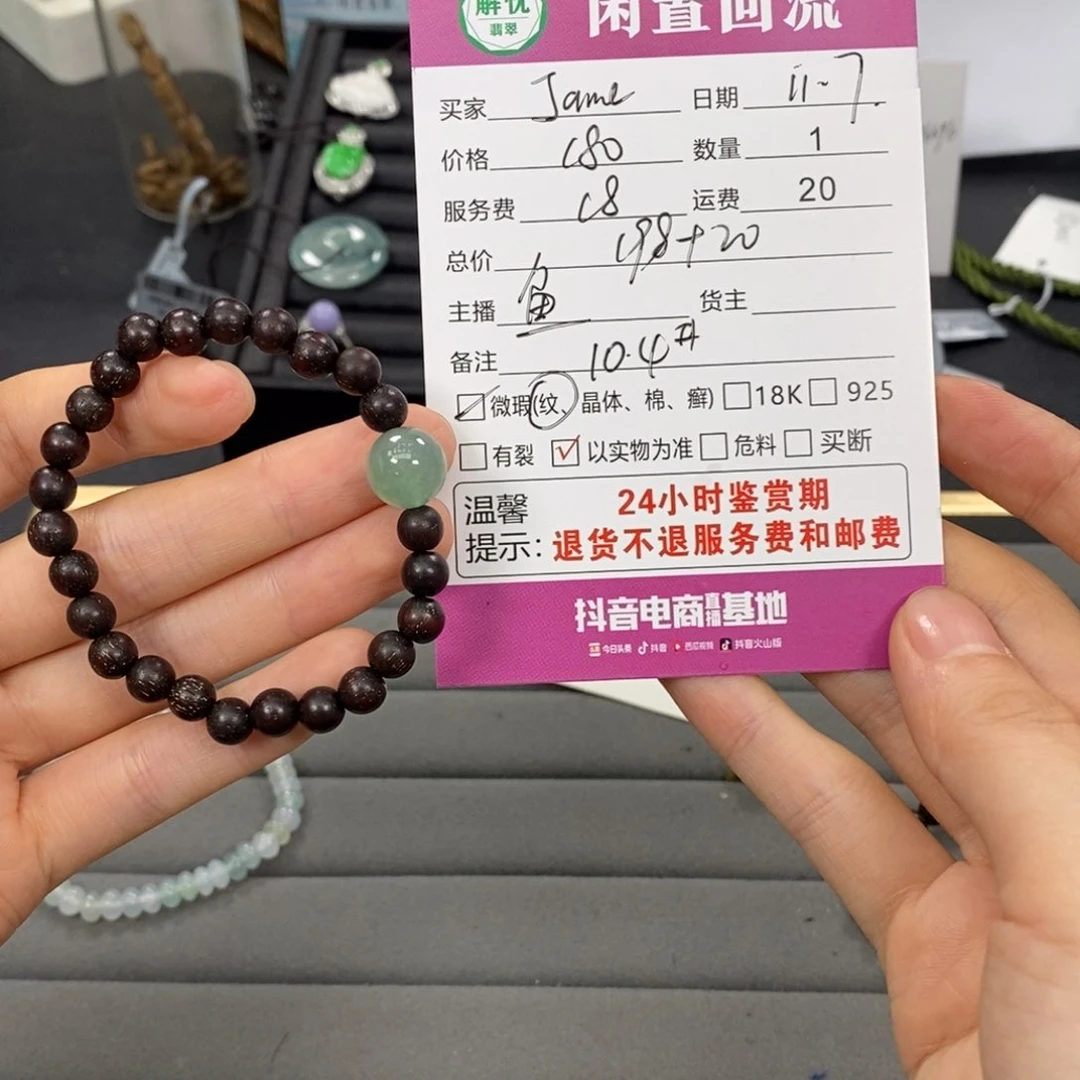 解忧
翡翠
闲置回流
买家 Jame 日期 11-7.
价格 180 数量 1
服务费 18 运费 20
总价 198+20
主播 鱼 货主
备注 10.4#
微瑕(纹、晶体、棉、癣) 18K 925
有裂 以实物为准 危料 买断
温馨
提示:
24小时鉴赏期
退货不退服务费和邮费
抖音电商直播基地
今日头条 抖音 西瓜视频 抖音火山版